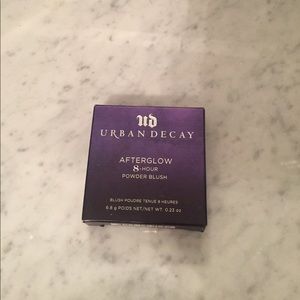 UD
URBAN DECAY
AFTERGLOW
8-HOUR
POWDER BLUSH
BLUSH POUDRE TENUE 8 HEURES
6.8 g POIDS NET/NET WT. 0.23 oz